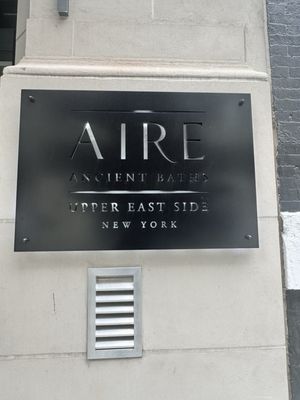 AIRE
ANCIENT BATHS
UPPER EAST SIDE
NEW YORK